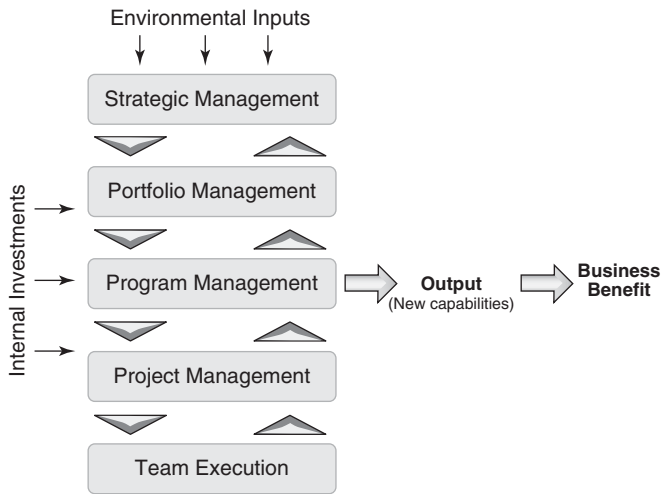 Environmental Inputs
Strategic Management
Portfolio Management
Internal Investments
Program Management
Output
(New capabilities)
Business
Benefit
Project Management
Team Execution